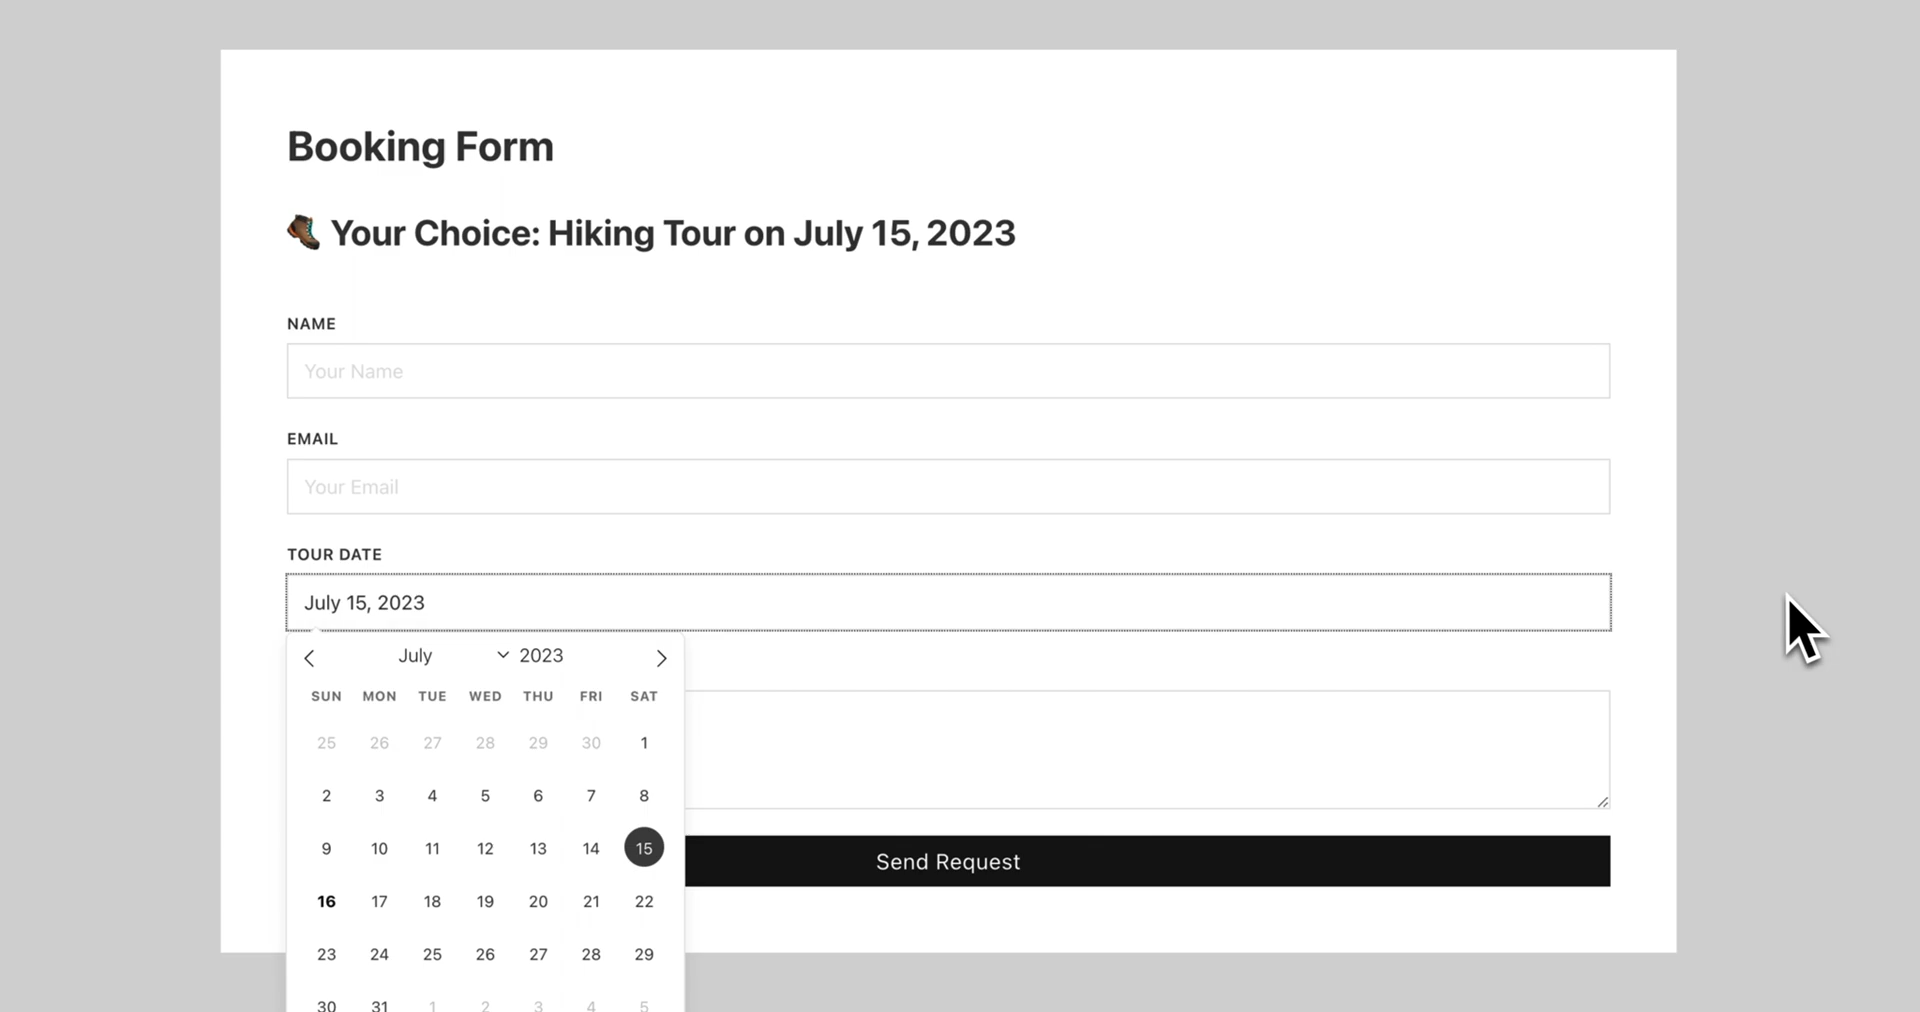 Booking Form
Your Choice: Hiking Tour on July 15, 2023
NAME
Your Name
EMAIL
Your Email
TOUR DATE
July 15, 2023
July 2023
SUN MON TUE WED THU FRI SAT
25 26 27 28 29 30 1
2 3 4 5 6 7 8
9 10 11 12 13 14 15
Send Request
16 17 18 19 20 21 22
23 24 25 26 27 28 29
30 31 1 2 3 4 5